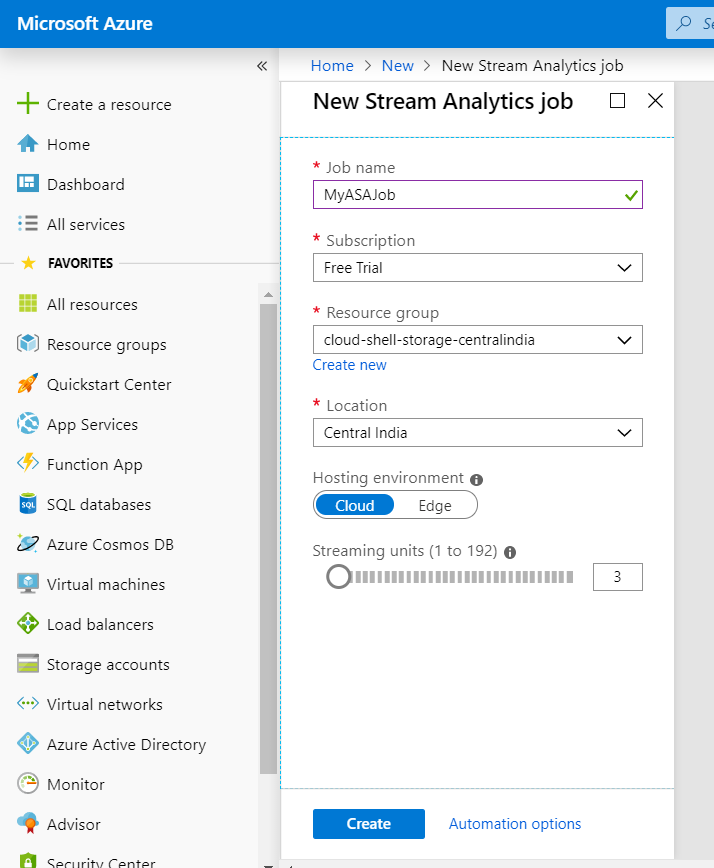 Microsoft Azure
Home > New > New Stream Analytics job
New Stream Analytics job
Create a resource
Home
Dashboard
All services
FAVORITES
All resources
Resource groups
Quickstart Center
App Services
Function App
SQL databases
Azure Cosmos DB
Virtual machines
Load balancers
Storage accounts
Virtual networks
Azure Active Directory
Monitor
Advisor
Security Center
* Job name
MyASAJob
* Subscription
Free Trial
* Resource group
cloud-shell-storage-centralindia
Create new
* Location
Central India
Hosting environment
Cloud Edge
Streaming units (1 to 192)
3
Create Automation options